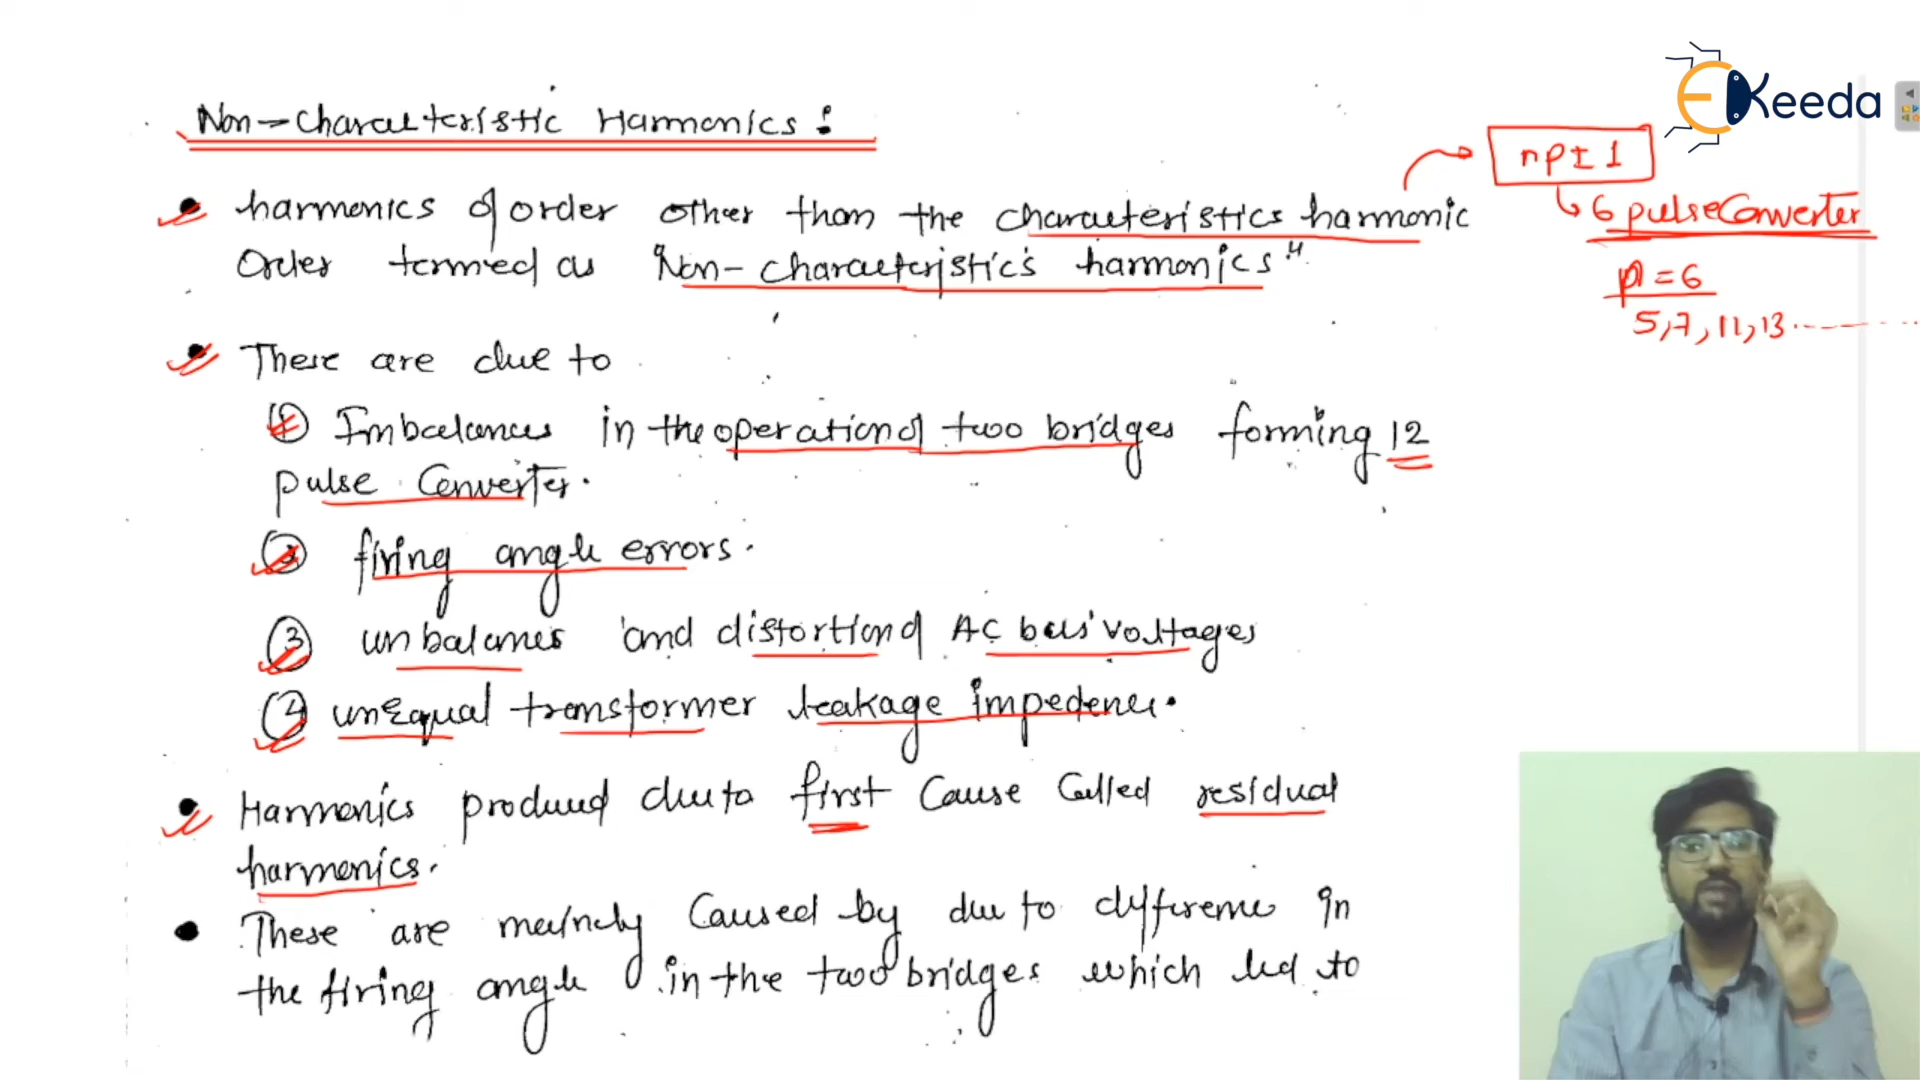 Ekeeda
Non-characteristic Harmonics:
np ± 1
6 pulse Converter
p = 6
5, 7, 11, 13 ------
harmonics of order other than the characteristics harmonic
Order termed as "Non-characteristics harmonics".
These are due to
① Imbalances in the operation of two bridges forming 12
pulse Converter.
② firing angle errors.
③ unbalances and distortion of AC bus voltages
④ unequal transformer leakage impedence.
Harmonics produced due to first Cause Called residual
harmonics.
These are mainly Caused by due to difference in
the firing angle in the two bridges which led to